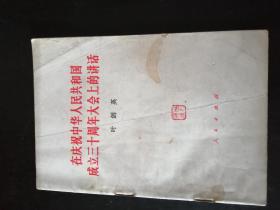 在庆祝中华人民共和国
成立三十周年大会上的讲话
叶剑英
人民出版社